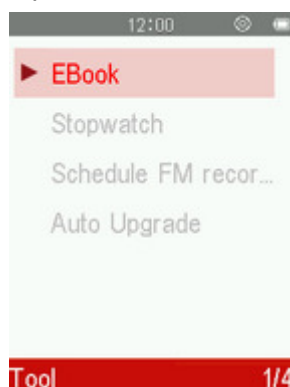 12:00
EBook
Stopwatch
Schedule FM recor...
Auto Upgrade
Tool 1/4